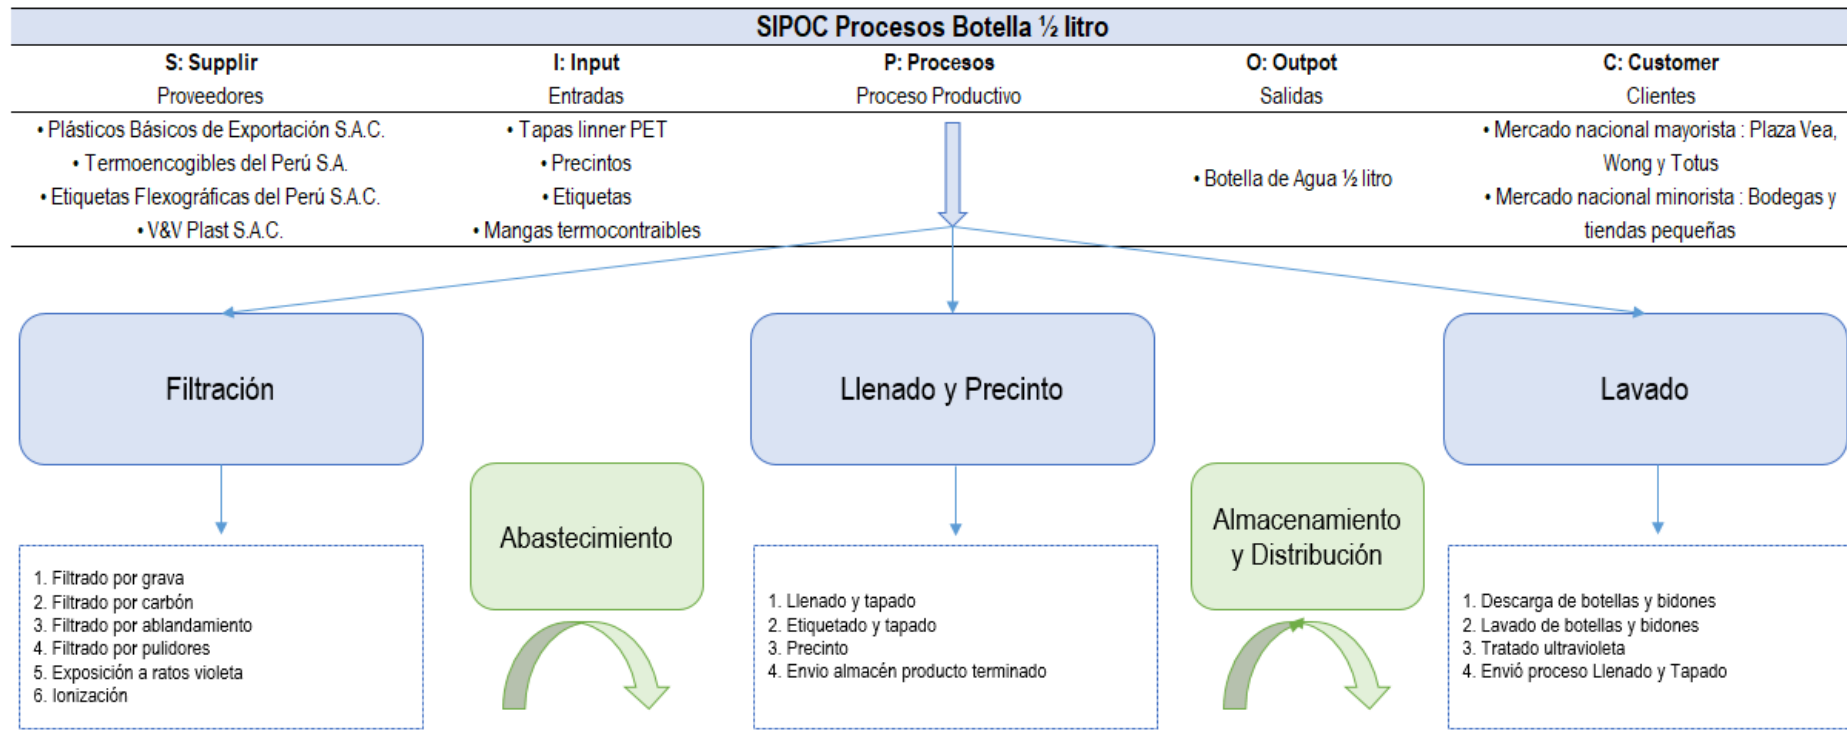 SIPOC Procesos Botella ½ litro
S: Supplir
I: Input
P: Procesos
O: Outpot
C: Customer
Proveedores
Entradas
Proceso Productivo
Salidas
Clientes
• Plásticos Básicos de Exportación S.A.C.
• Termoencogibles del Perú S.A.
• Etiquetas Flexográficas del Perú S.A.C.
• V&V Plast S.A.C.
• Tapas linner PET
• Precintos
• Etiquetas
• Mangas termocontraibles
• Botella de Agua ½ litro
• Mercado nacional mayorista : Plaza Vea,
Wong y Totus
• Mercado nacional minorista : Bodegas y
tiendas pequeñas
Filtración
Llenado y Precinto
Lavado
Abastecimiento
Almacenamiento
y Distribución
1. Filtrado por grava
2. Filtrado por carbón
3. Filtrado por ablandamiento
4. Filtrado por pulidores
5. Exposición a ratos violeta
6. Ionización
1. Llenado y tapado
2. Etiquetado y tapado
3. Precinto
4. Envio almacén producto terminado
1. Descarga de botellas y bidones
2. Lavado de botellas y bidones
3. Tratado ultravioleta
4. Envió proceso Llenado y Tapado